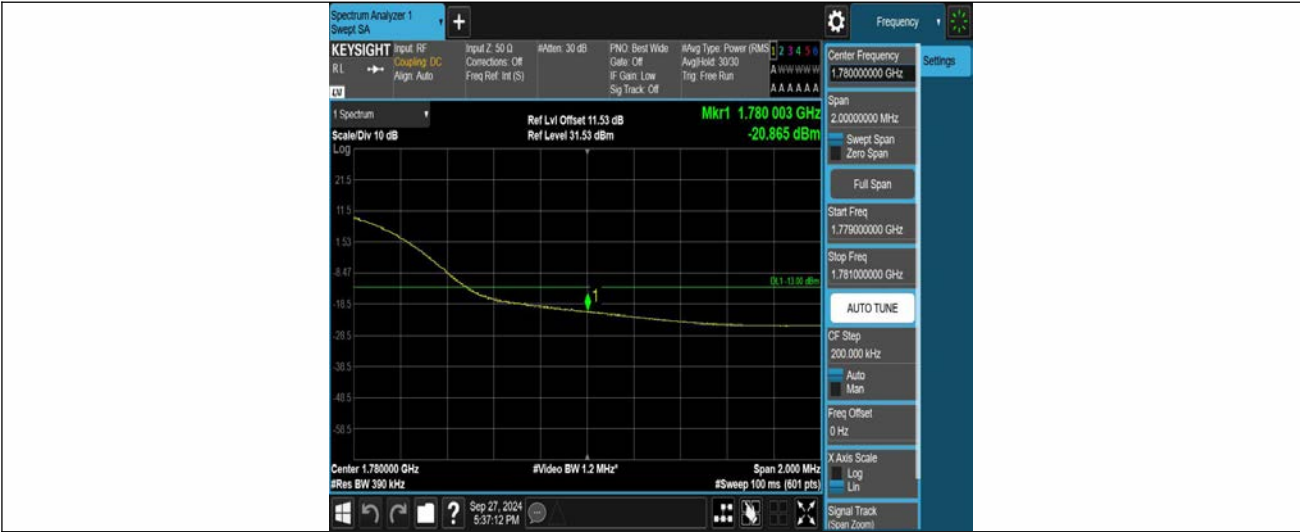 Spectrum Analyzer 1
Swept SA
+
Frequency
KEYSIGHT
RL
LXI
Input: RF
Coupling: DC
Align: Auto
Input Z: 50 Ω
Corrections: Off
Freq Ref: Int (S)
#Atten: 30 dB
PNO: Best Wide
Gate: Off
IF Gain: Low
Sig Track: Off
#Avg Type: Power (RMS
Avg|Hold: 30/30
Trig: Free Run
1 2 3 4 5 6
A W W W W W
A A A A A A
1 Spectrum
Scale/Div 10 dB
Log
Ref Lvl Offset 11.53 dB
Ref Level 31.53 dBm
Mkr1 1.780 003 GHz
-20.865 dBm
21.5
11.5
1.53
-8.47
-18.5
-28.5
-38.5
-48.5
-58.5
DL1 -13.00 dBm
1
Center 1.780000 GHz
#Res BW 390 kHz
#Video BW 1.2 MHz*
Span 2.000 MHz
#Sweep 100 ms (601 pts)
?
Sep 27, 2024
5:37:12 PM
Center Frequency
1.780000000 GHz
Settings
Span
2.00000000 MHz
Swept Span
Zero Span
Full Span
Start Freq
1.779000000 GHz
Stop Freq
1.781000000 GHz
AUTO TUNE
CF Step
200.000 kHz
Auto
Man
Freq Offset
0 Hz
X Axis Scale
Log
Lin
Signal Track
(Span Zoom)